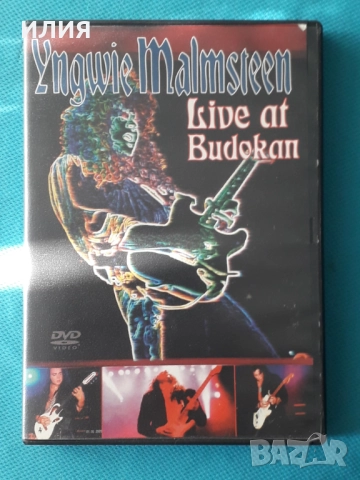 илия
Yngwie Malmsteen
Live at
Budokan
DVD
VIDEO
BAZAR